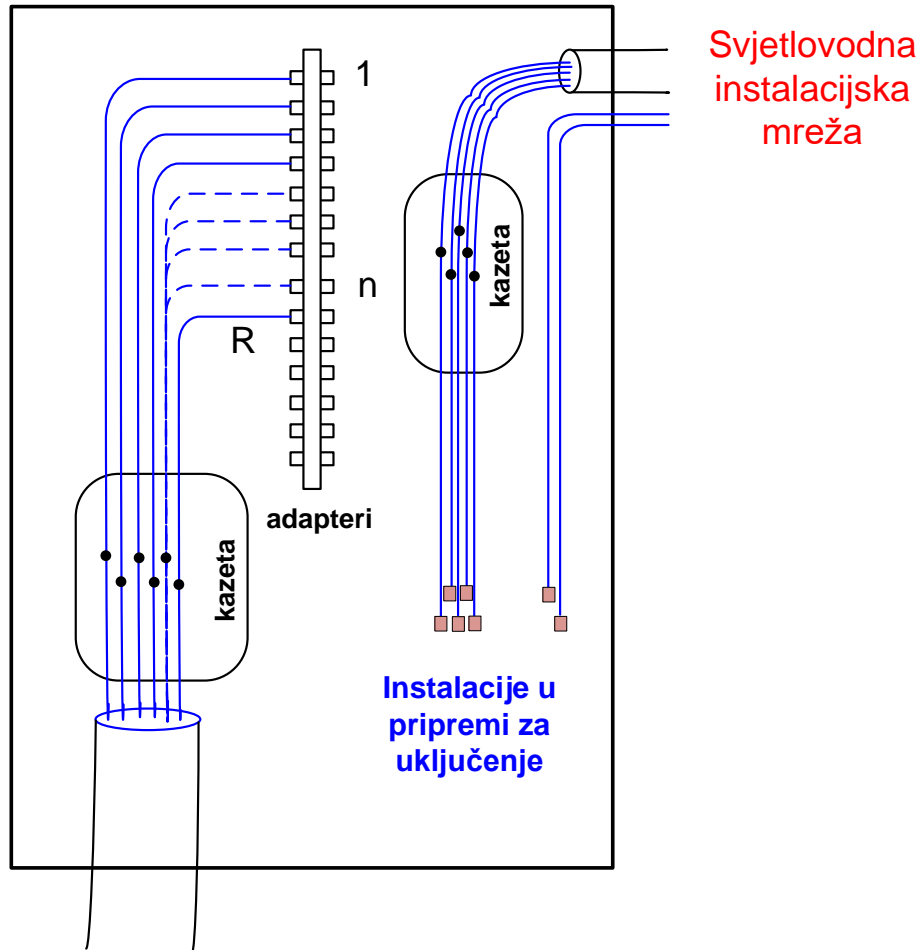 Svjetlovodna
instalacijska
mreža
1
n
R
kazeta
adapteri
kazeta
Instalacije u
pripremi za
uključenje